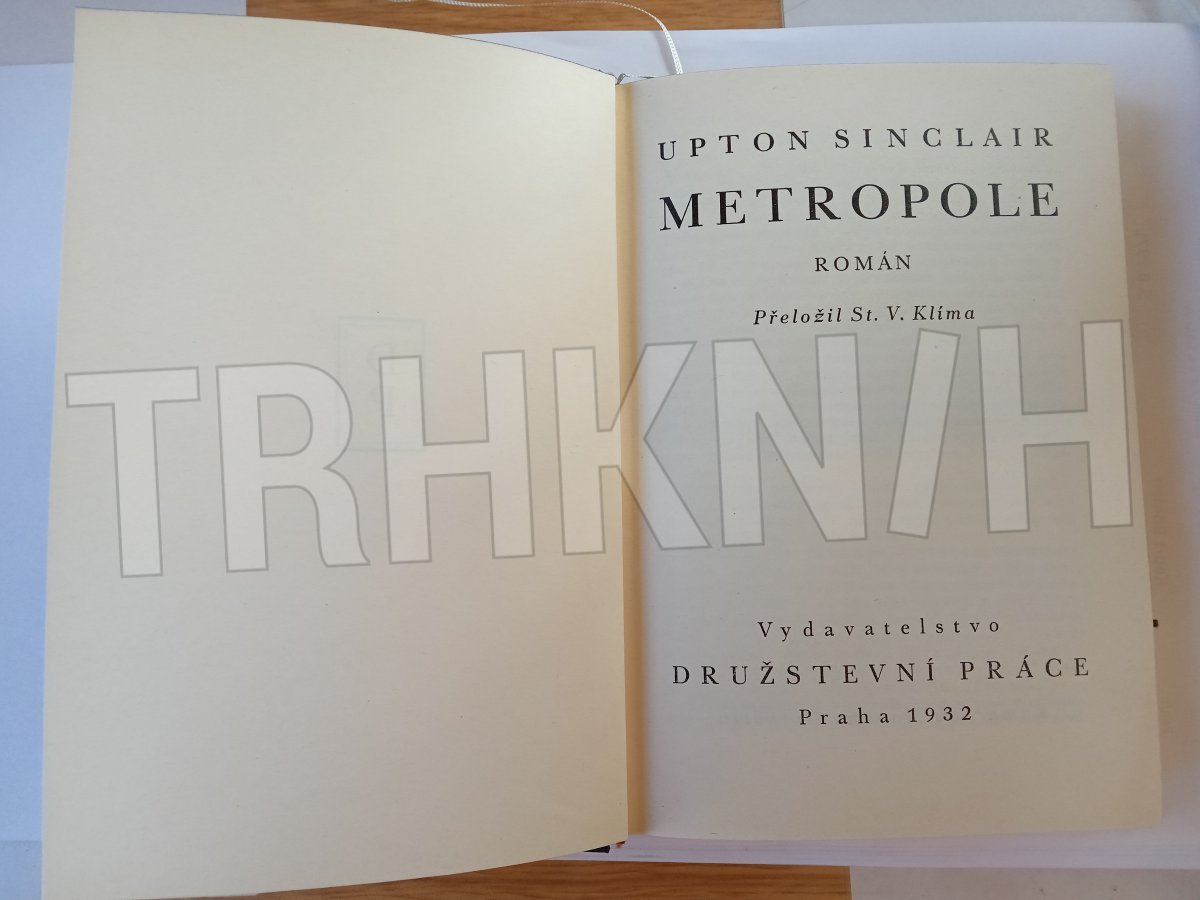 UPTON SINCLAIR
METROPOLE
ROMÁN
Přeložil St. V. Klíma
TRHKNIH
Vydavatelstvo
DRUŽSTEVNÍ PRÁCE
Praha 1932